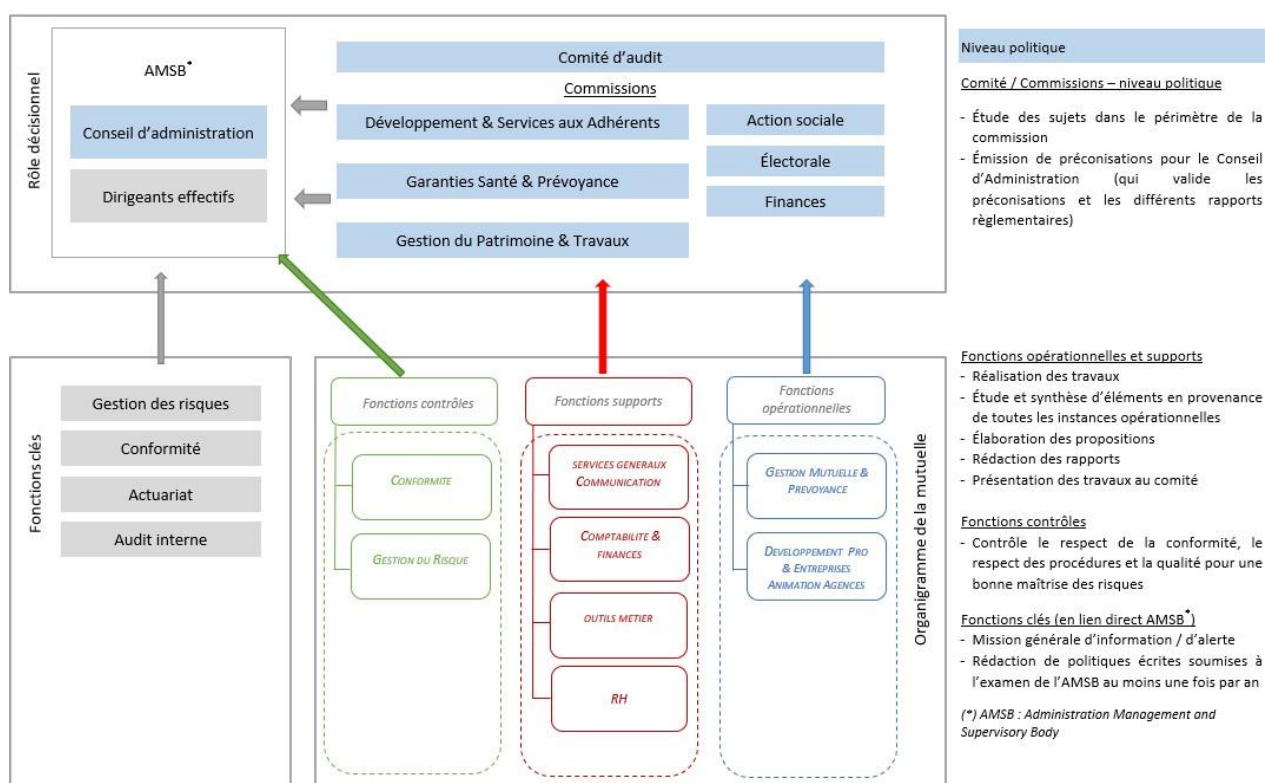 Rôle décisionnel
AMSB*
Conseil d'administration
Dirigeants effectifs
Comité d'audit
Commissions
Développement & Services aux Adhérents
Garanties Santé & Prévoyance
Gestion du Patrimoine & Travaux
Action sociale
Électorale
Finances
Niveau politique
Comité / Commissions – niveau politique
- Étude des sujets dans le périmètre de la
commission
- Émission de préconisations pour le Conseil
d'Administration (qui valide les
préconisations et les différents rapports
règlementaires)
Fonctions clés
Gestion des risques
Conformité
Actuariat
Audit interne
Fonctions contrôles
CONFORMITE
GESTION DU RISQUE
Fonctions supports
SERVICES GENERAUX
COMMUNICATION
COMPTABILITE &
FINANCES
OUTILS METIER
RH
Fonctions
opérationnelles
GESTION MUTUELLE &
PREVOYANCE
DEVELOPPEMENT PRO
& ENTREPRISES
ANIMATION AGENCES
Organigramme de la mutuelle
Fonctions opérationnelles et supports
- Réalisation des travaux
- Étude et synthèse d'éléments en provenance
de toutes les instances opérationnelles
- Élaboration des propositions
- Rédaction des rapports
- Présentation des travaux au comité
Fonctions contrôles
- Contrôle le respect de la conformité, le
respect des procédures et la qualité pour une
bonne maîtrise des risques
Fonctions clés (en lien direct AMSB*)
- Mission générale d'information / d'alerte
- Rédaction de politiques écrites soumises à
l'examen de l'AMSB au moins une fois par an
(*) AMSB : Administration Management and
Supervisory Body